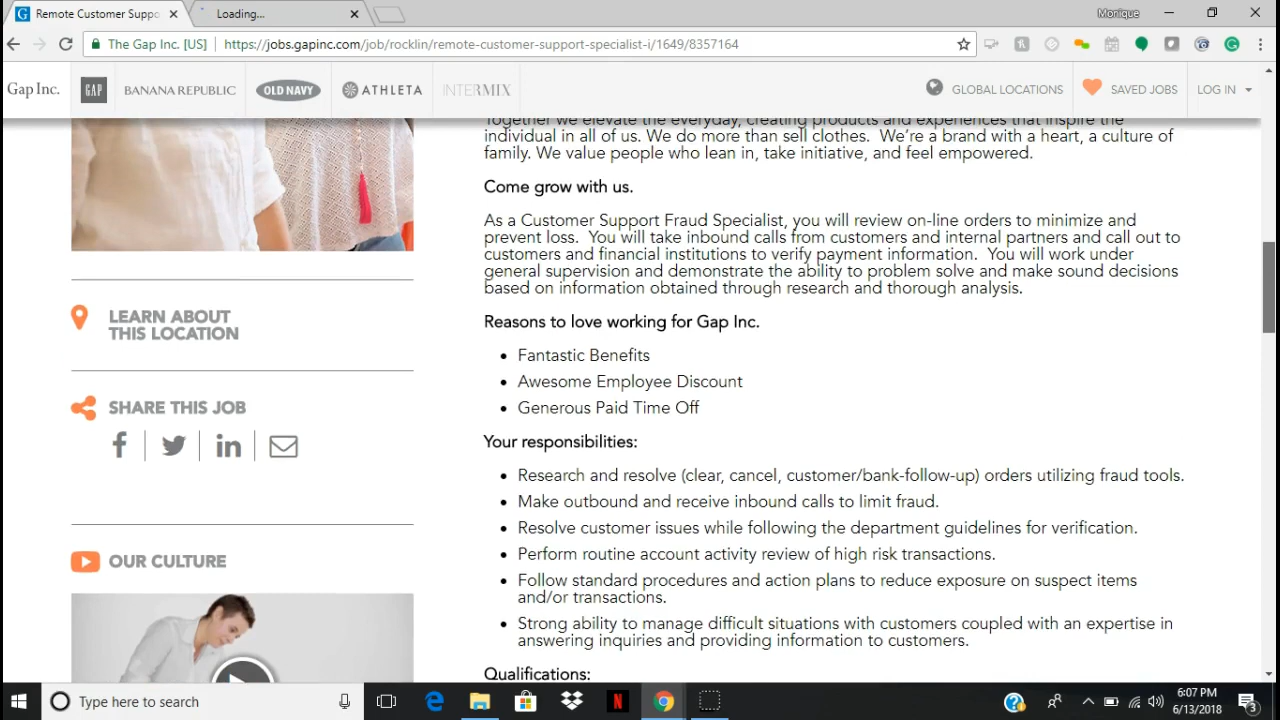 Remote Customer Suppo
Loading...
Monique
The Gap Inc. [US]
https://jobs.gapinc.com/job/rocklin/remote-customer-support-specialist-i/1649/8357164
Gap Inc.
GAP
BANANA REPUBLIC
OLD NAVY
ATHLETA
INTERMIX
GLOBAL LOCATIONS
SAVED JOBS
LOG IN
Together we elevate the everyday, creating products and experiences that inspire the
individual in all of us. We do more than sell clothes. We're a brand with a heart, a culture of
family. We value people who lean in, take initiative, and feel empowered.
Come grow with us.
As a Customer Support Fraud Specialist, you will review on-line orders to minimize and
prevent loss. You will take inbound calls from customers and internal partners and call out to
customers and financial institutions to verify payment information. You will work under
general supervision and demonstrate the ability to problem solve and make sound decisions
based on information obtained through research and thorough analysis.
Reasons to love working for Gap Inc.
• Fantastic Benefits
• Awesome Employee Discount
• Generous Paid Time Off
Your responsibilities:
• Research and resolve (clear, cancel, customer/bank-follow-up) orders utilizing fraud tools.
• Make outbound and receive inbound calls to limit fraud.
• Resolve customer issues while following the department guidelines for verification.
• Perform routine account activity review of high risk transactions.
• Follow standard procedures and action plans to reduce exposure on suspect items
and/or transactions.
• Strong ability to manage difficult situations with customers coupled with an expertise in
answering inquiries and providing information to customers.
Qualifications:
LEARN ABOUT
THIS LOCATION
SHARE THIS JOB
OUR CULTURE
Type here to search
6:07 PM
6/13/2018
3